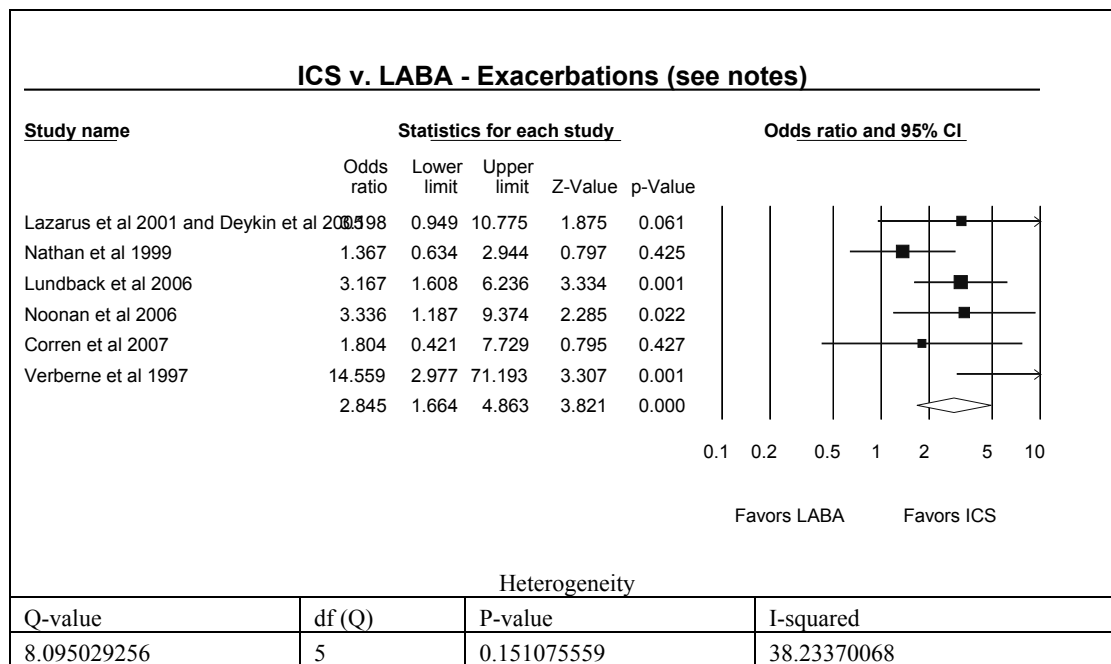 ICS v. LABA - Exacerbations (see notes)
Study name Statistics for each study Odds ratio and 95% CI
Odds ratio Lower limit Upper limit Z-Value p-Value
Lazarus et al 2001 and Deykin et al 2005 3.198 0.949 10.775 1.875 0.061
Nathan et al 1999 1.367 0.634 2.944 0.797 0.425
Lundback et al 2006 3.167 1.608 6.236 3.334 0.001
Noonan et al 2006 3.336 1.187 9.374 2.285 0.022
Corren et al 2007 1.804 0.421 7.729 0.795 0.427
Verberne et al 1997 14.559 2.977 71.193 3.307 0.001
2.845 1.664 4.863 3.821 0.000
0.1 0.2 0.5 1 2 5 10
Favors LABA Favors ICS
Heterogeneity
Q-value df (Q) P-value I-squared
8.095029256 5 0.151075559 38.23370068